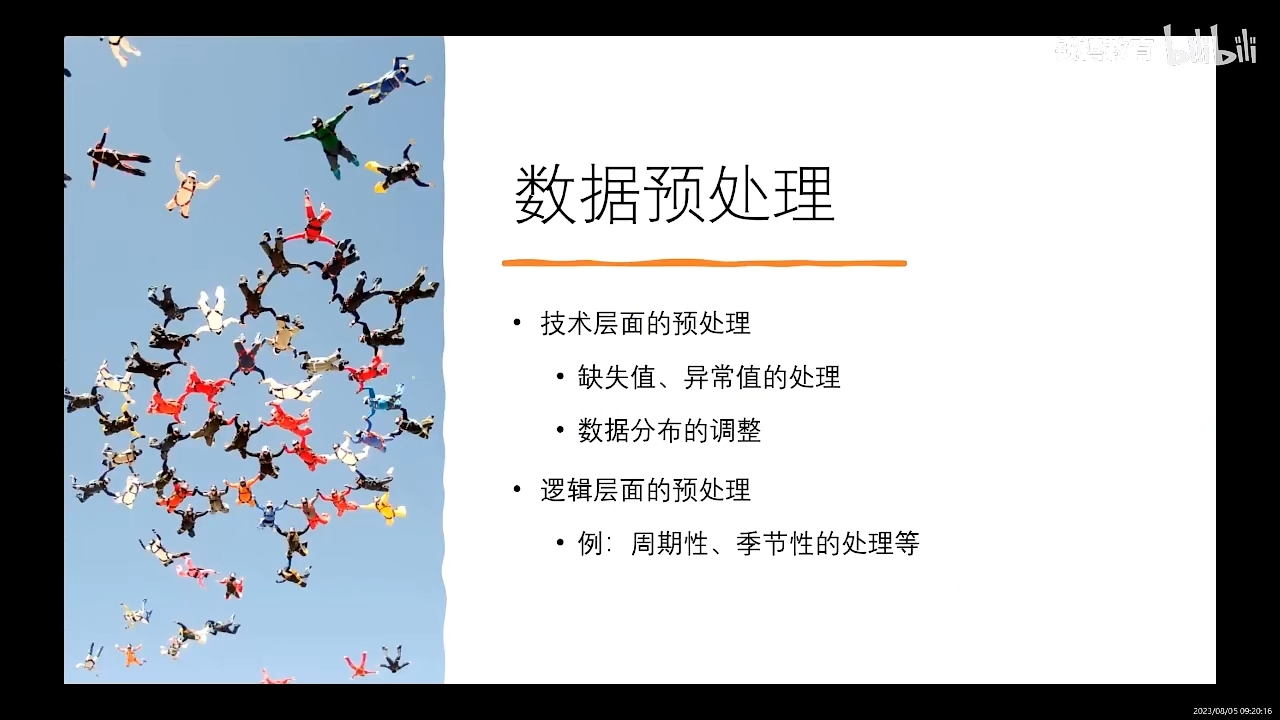 bilibili
数据预处理
• 技术层面的预处理
• 缺失值、异常值的处理
• 数据分布的调整
• 逻辑层面的预处理
• 例：周期性、季节性的处理等
2023/08/05 09:20:16